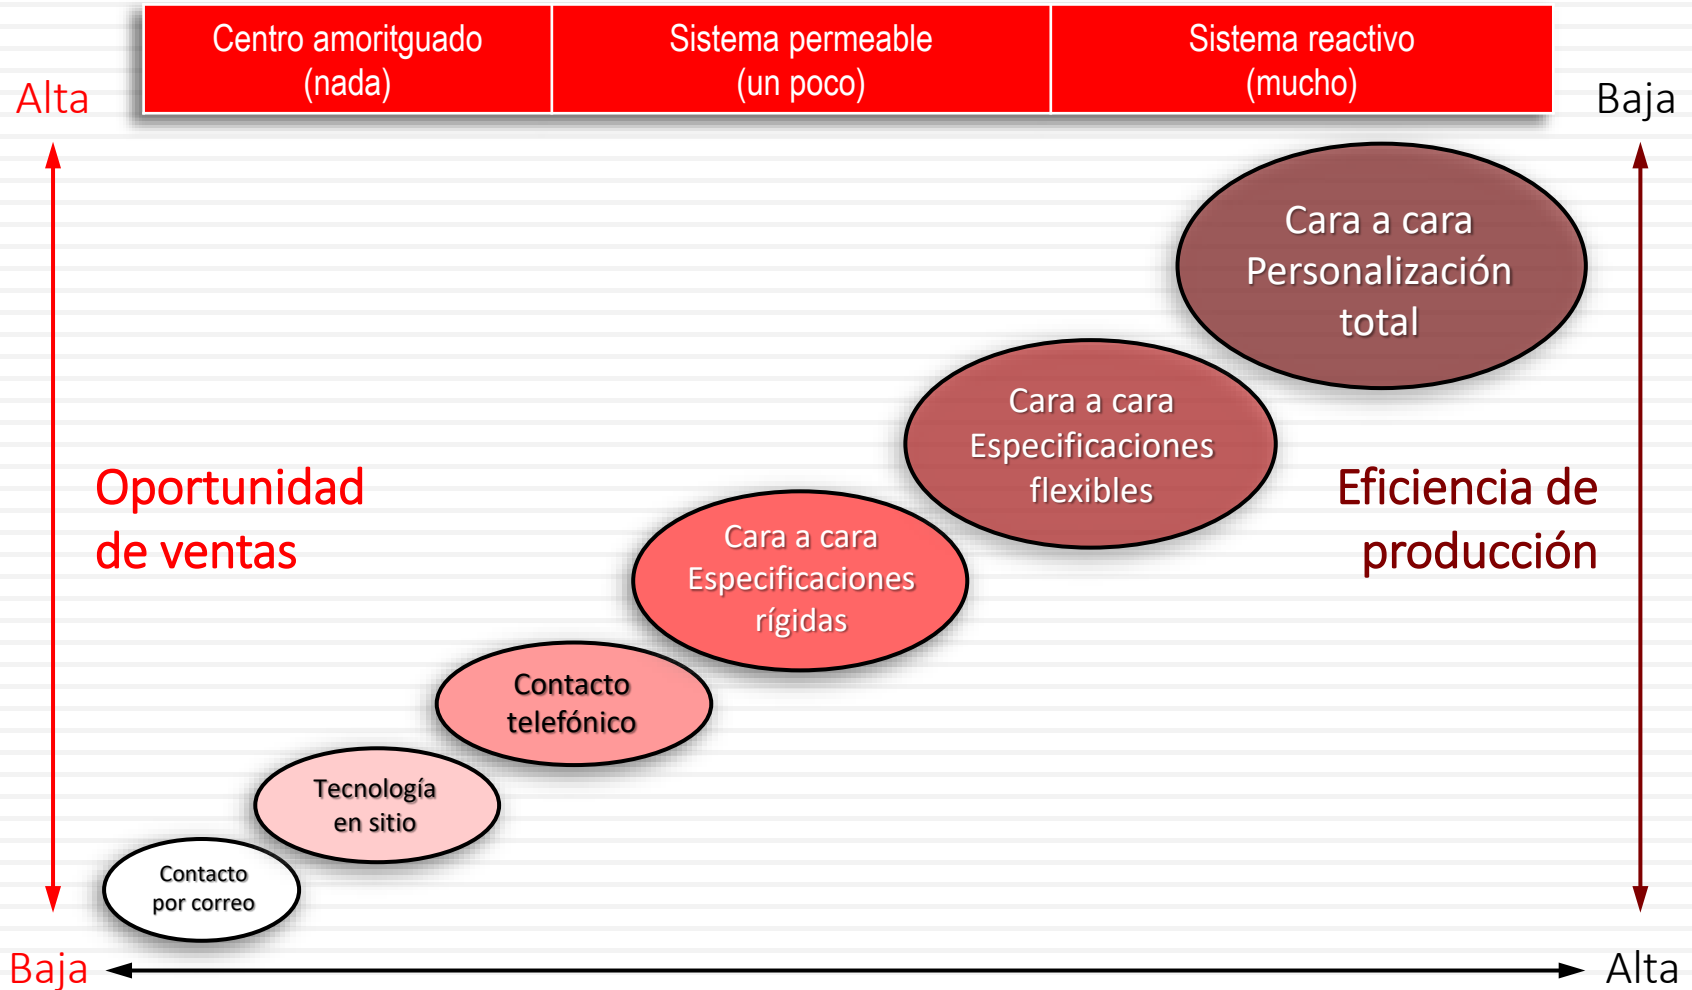 Centro amoritguado
(nada)
Sistema permeable
(un poco)
Sistema reactivo
(mucho)
Alta
Baja
Cara a cara
Personalización
total
Cara a cara
Especificaciones
flexibles
Oportunidad
de ventas
Eficiencia de
producción
Cara a cara
Especificaciones
rígidas
Contacto
telefónico
Tecnología
en sitio
Contacto
por correo
Baja
Alta